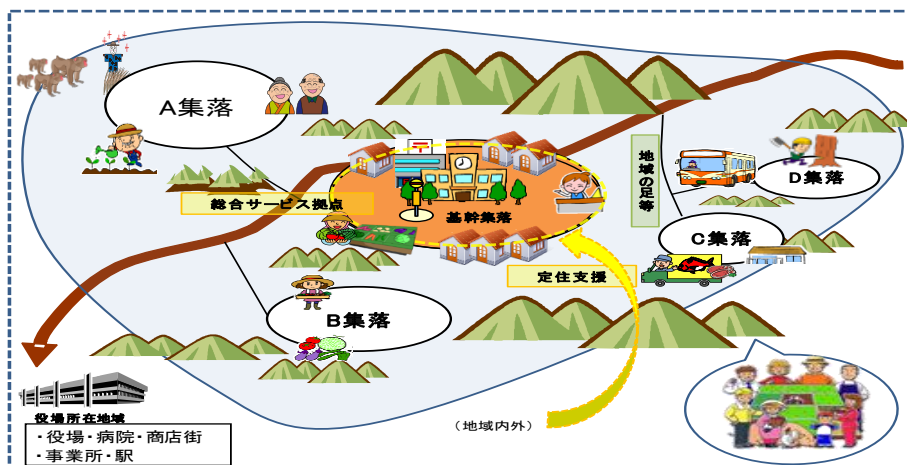 A集落
〒
総合サービス拠点
基幹集落
地域の足等
D集落
C集落
定住支援
B集落
役場所在地域
・役場・病院・商店街
・事業所・駅
(地域内外)